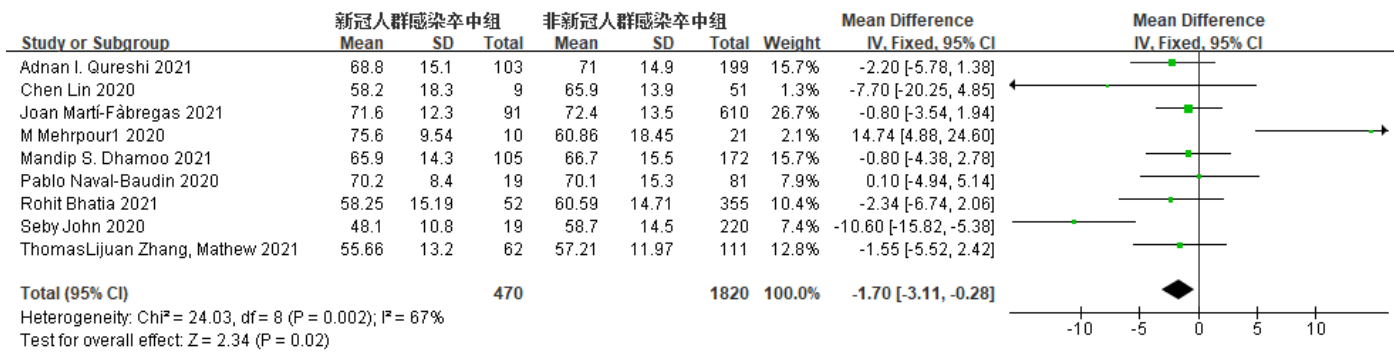 新冠人群感染卒中组 非新冠人群感染卒中组 Mean Difference Mean Difference
Study or Subgroup Mean SD Total Mean SD Total Weight IV, Fixed, 95% CI IV, Fixed, 95% CI
Adnan I. Qureshi 2021 68.8 15.1 103 71 14.9 199 15.7% -2.20 [-5.78, 1.38]
Chen Lin 2020 58.2 18.3 9 65.9 13.9 51 1.3% -7.70 [-20.25, 4.85]
Joan Martí-Fàbregas 2021 71.6 12.3 91 72.4 13.5 610 26.7% -0.80 [-3.54, 1.94]
M Mehrpour1 2020 75.6 9.54 10 60.86 18.45 21 2.1% 14.74 [4.88, 24.60]
Mandip S. Dhamoo 2021 65.9 14.3 105 66.7 15.5 172 15.7% -0.80 [-4.38, 2.78]
Pablo Naval-Baudin 2020 70.2 8.4 19 70.1 15.3 81 7.9% 0.10 [-4.94, 5.14]
Rohit Bhatia 2021 58.25 15.19 52 60.59 14.71 355 10.4% -2.34 [-6.74, 2.06]
Seby John 2020 48.1 10.8 19 58.7 14.5 220 7.4% -10.60 [-15.82, -5.38]
ThomasLijuan Zhang, Mathew 2021 55.66 13.2 62 57.21 11.97 111 12.8% -1.55 [-5.52, 2.42]
Total (95% CI) 470 1820 100.0% -1.70 [-3.11, -0.28]
Heterogeneity: Chi² = 24.03, df = 8 (P = 0.002); I² = 67%
Test for overall effect: Z = 2.34 (P = 0.02)
-10 -5 0 5 10